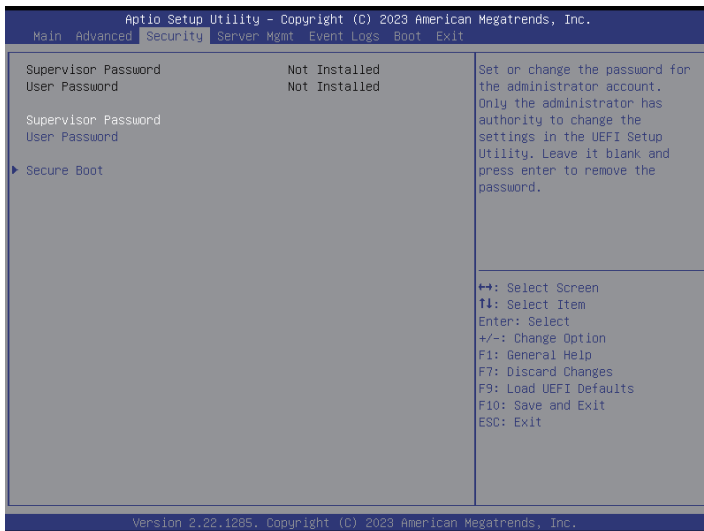 Aptio Setup Utility – Copyright (C) 2023 American Megatrends, Inc.
Main Advanced Security Server Mgmt Event Logs Boot Exit
Supervisor Password Not Installed
User Password Not Installed
Supervisor Password
User Password
Secure Boot
Set or change the password for
the administrator account.
Only the administrator has
authority to change the
settings in the UEFI Setup
Utility. Leave it blank and
press enter to remove the
password.
↔: Select Screen
↑↓: Select Item
Enter: Select
+/-: Change Option
F1: General Help
F7: Discard Changes
F9: Load UEFI Defaults
F10: Save and Exit
ESC: Exit
Version 2.22.1285. Copyright (C) 2023 American Megatrends, Inc.